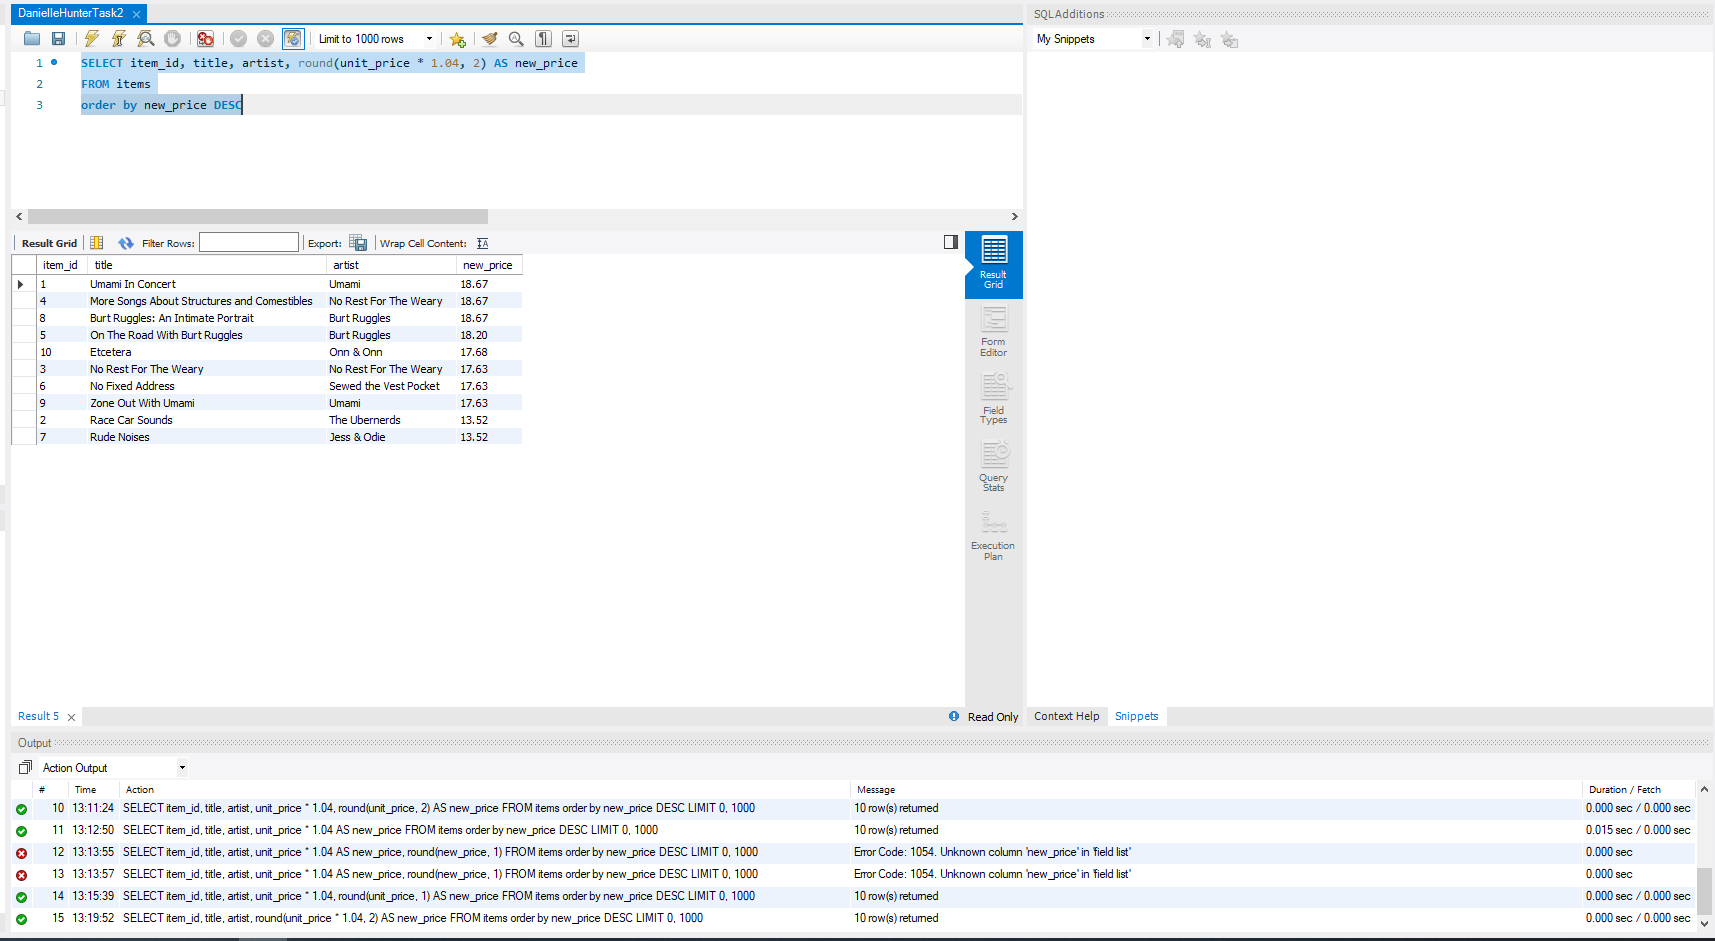 DanielleHunterTask2
SQLAdditions
Limit to 1000 rows
My Snippets
1 SELECT item_id, title, artist, round(unit_price * 1.04, 2) AS new_price
2 FROM items
3 order by new_price DESC
Result Grid Filter Rows: Export: Wrap Cell Content:
item_id title artist new_price
1 Umami In Concert Umami 18.67
4 More Songs About Structures and Comestibles No Rest For The Weary 18.67
8 Burt Ruggles: An Intimate Portrait Burt Ruggles 18.67
5 On The Road With Burt Ruggles Burt Ruggles 18.20
10 Etcetera Onn & Onn 17.68
3 No Rest For The Weary No Rest For The Weary 17.63
6 No Fixed Address Sewed the Vest Pocket 17.63
9 Zone Out With Umami Umami 17.63
2 Race Car Sounds The Ubernerds 13.52
7 Rude Noises Jess & Odie 13.52
Result
Grid
Form
Editor
Field
Types
Query
Stats
Execution
Plan
Result 5 Read Only Context Help Snippets
Output
Action Output
# Time Action Message Duration / Fetch
10 13:11:24 SELECT item_id, title, artist, unit_price * 1.04, round(unit_price, 2) AS new_price FROM items order by new_price DESC LIMIT 0, 1000 10 row(s) returned 0.000 sec / 0.000 sec
11 13:12:50 SELECT item_id, title, artist, unit_price * 1.04 AS new_price FROM items order by new_price DESC LIMIT 0, 1000 10 row(s) returned 0.015 sec / 0.000 sec
12 13:13:55 SELECT item_id, title, artist, unit_price * 1.04 AS new_price, round(new_price, 1) FROM items order by new_price DESC LIMIT 0, 1000 Error Code: 1054. Unknown column 'new_price' in 'field list' 0.000 sec
13 13:13:57 SELECT item_id, title, artist, unit_price * 1.04 AS new_price, round(new_price, 1) FROM items order by new_price DESC LIMIT 0, 1000 Error Code: 1054. Unknown column 'new_price' in 'field list' 0.000 sec
14 13:15:39 SELECT item_id, title, artist, unit_price * 1.04, round(unit_price, 1) AS new_price FROM items order by new_price DESC LIMIT 0, 1000 10 row(s) returned 0.000 sec / 0.000 sec
15 13:19:52 SELECT item_id, title, artist, round(unit_price * 1.04, 2) AS new_price FROM items order by new_price DESC LIMIT 0, 1000 10 row(s) returned 0.000 sec / 0.000 sec